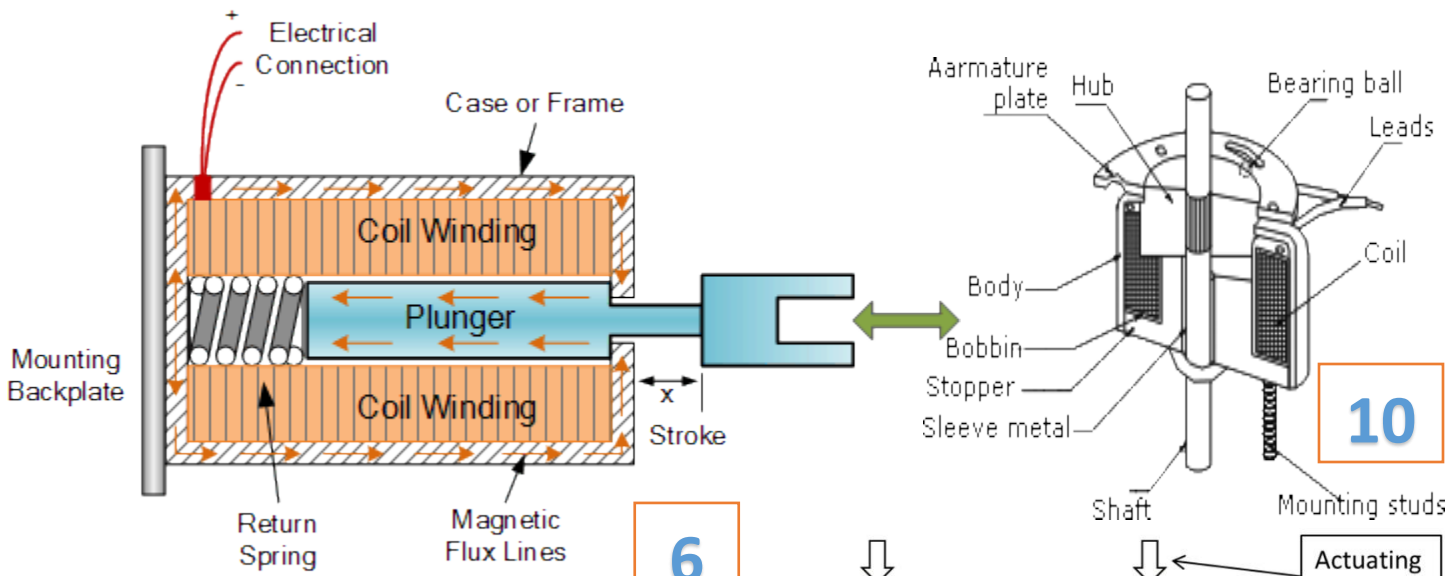 +
Electrical
Connection
-
Case or Frame
Coil Winding
Plunger
Coil Winding
Mounting
Backplate
x
Stroke
Return
Spring
Magnetic
Flux Lines
6
Aarmature
plate
Hub
Bearing ball
Leads
Coil
Body
Bobbin
Stopper
Sleeve metal
Shaft
Mounting studs
10
Actuating